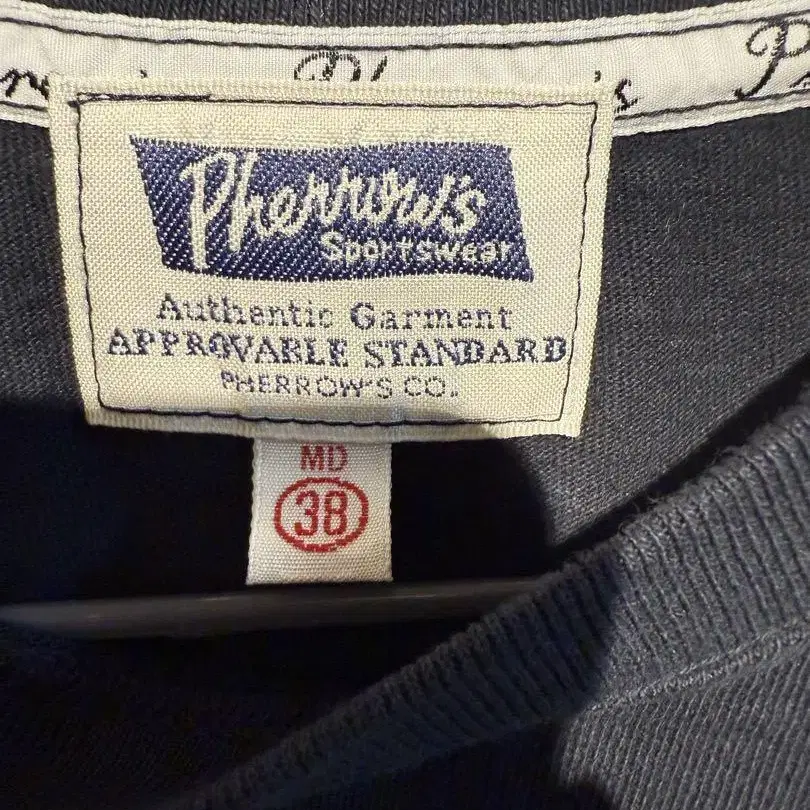 Pherrow's
Sportswear
Authentic Garment
APPROVABLE STANDARD
PHERROW'S CO.
MD
38